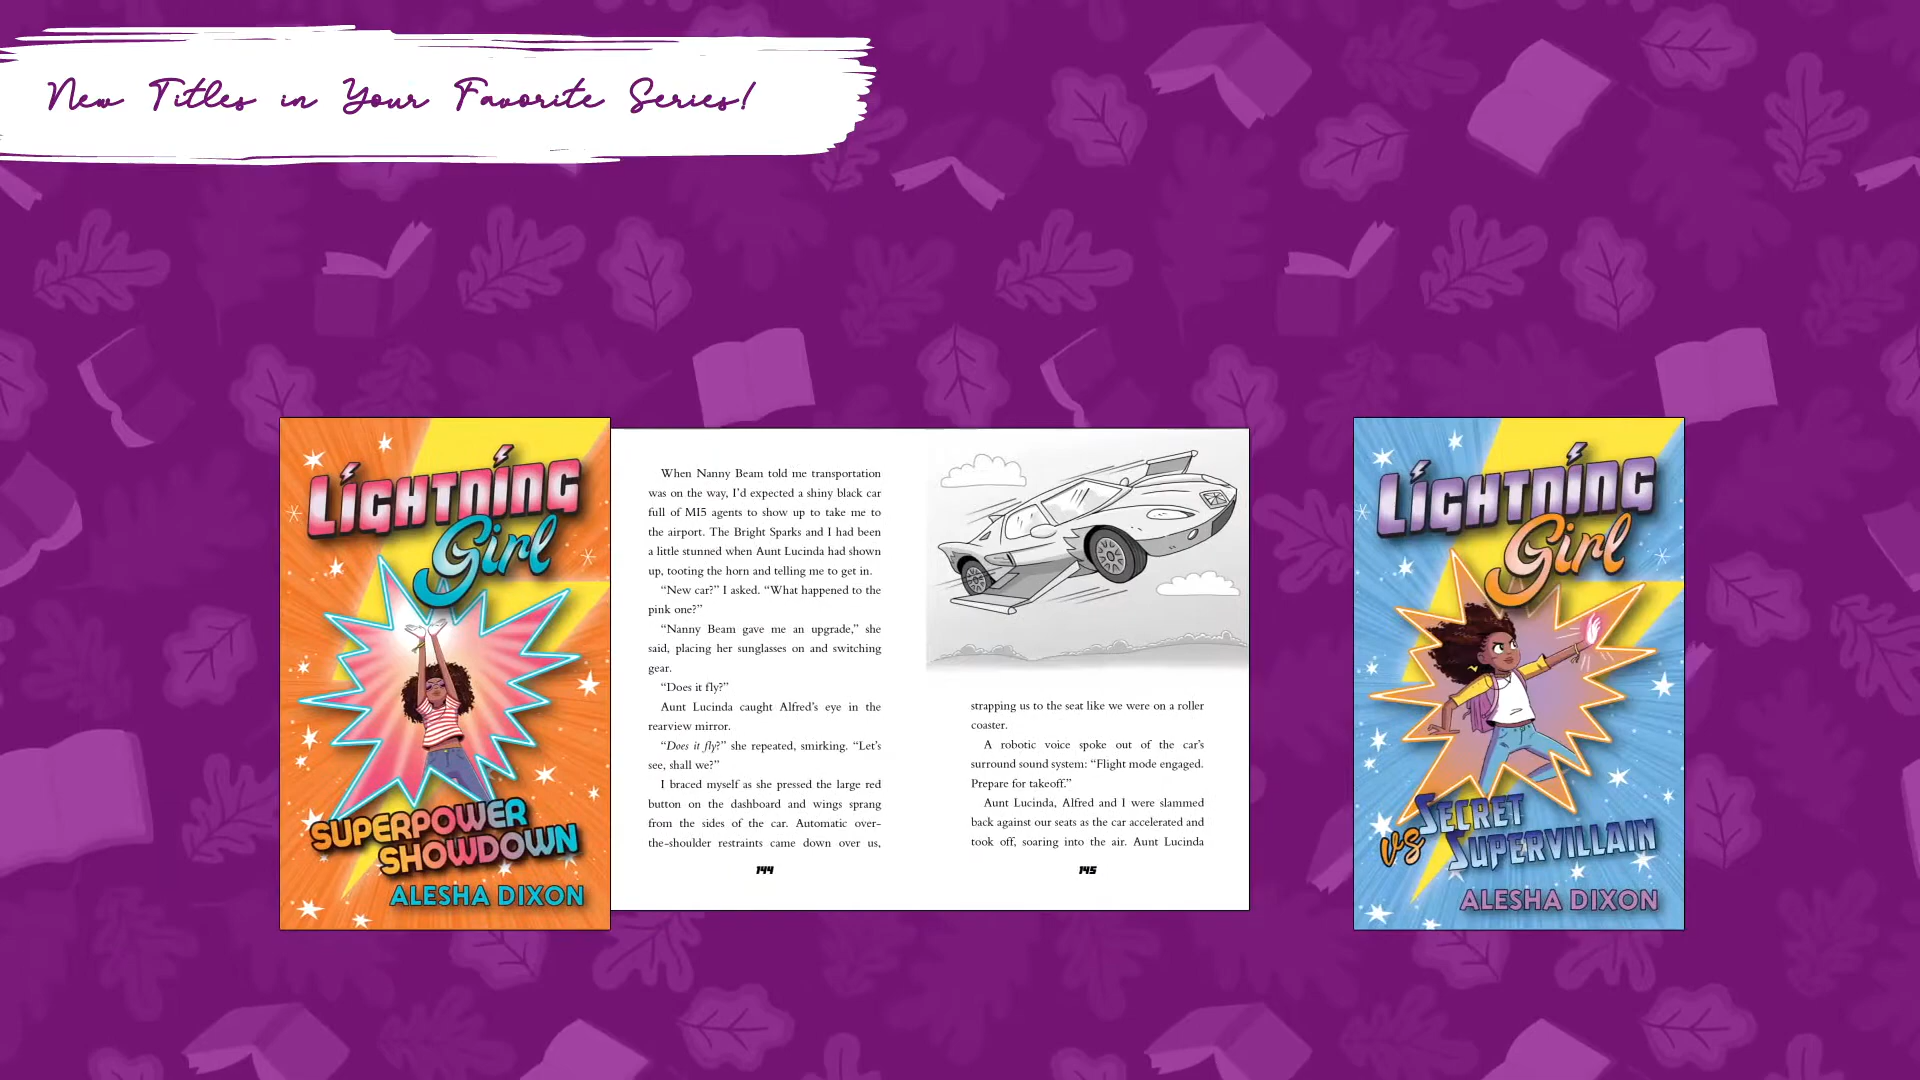 New Titles in Your Favorite Series!
LIGHTNING
Girl
SUPERPOWER
SHOWDOWN
ALESHA DIXON
When Nanny Beam told me transportation
was on the way, I’d expected a shiny black car
full of MI5 agents to show up to take me to
the airport. The Bright Sparks and I had been
a little stunned when Aunt Lucinda had shown
up, tooting the horn and telling me to get in.
“New car?” I asked. “What happened to the
pink one?”
“Nanny Beam gave me an upgrade,” she
said, placing her sunglasses on and switching
gear.
“Does it fly?”
Aunt Lucinda caught Alfred’s eye in the
rearview mirror.
“Does it fly?” she repeated, smirking. “Let’s
see, shall we?”
I braced myself as she pressed the large red
button on the dashboard and wings sprang
from the sides of the car. Automatic over-
the-shoulder restraints came down over us,
144
strapping us to the seat like we were on a roller
coaster.
A robotic voice spoke out of the car’s
surround sound system: “Flight mode engaged.
Prepare for takeoff.”
Aunt Lucinda, Alfred and I were slammed
back against our seats as the car accelerated and
took off, soaring into the air. Aunt Lucinda
145
LIGHTNING
Girl
VS SECRET
SUPERVILLAIN
ALESHA DIXON